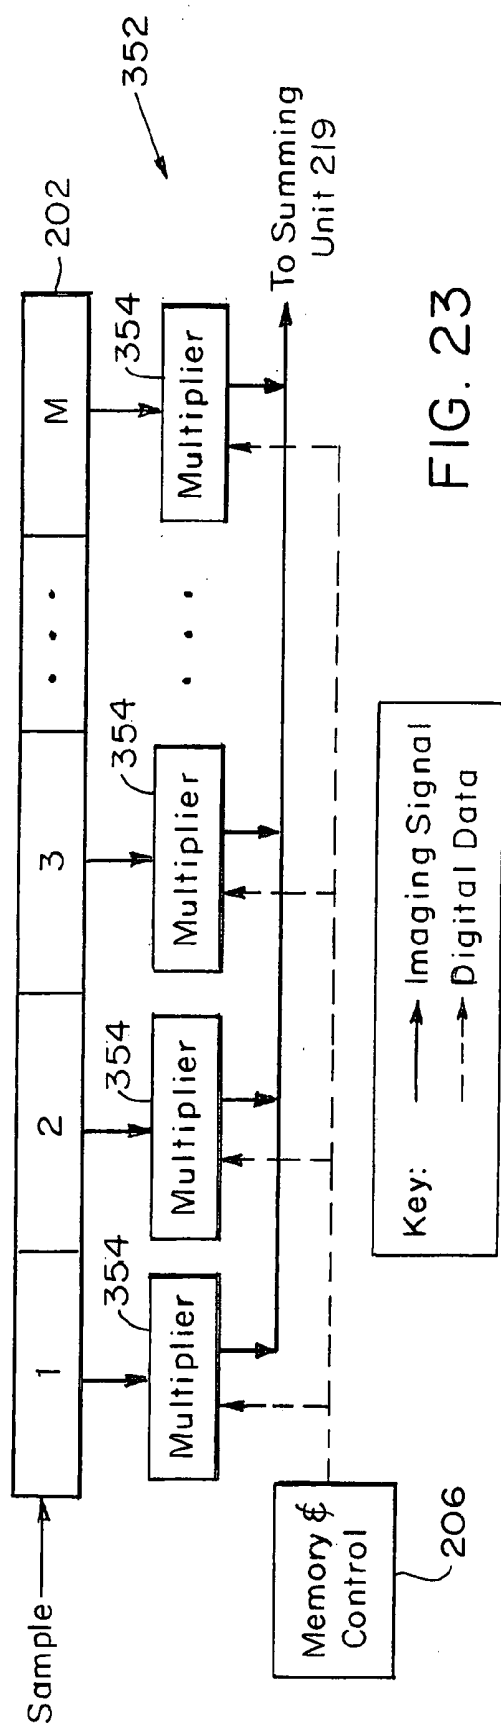 352
202
Sample
1 2 3 • • • M
354 354 354 354
Multiplier Multiplier Multiplier • • • Multiplier
To Summing
Unit 219
Memory &
Control
206
Key: Imaging Signal
Digital Data
FIG. 23